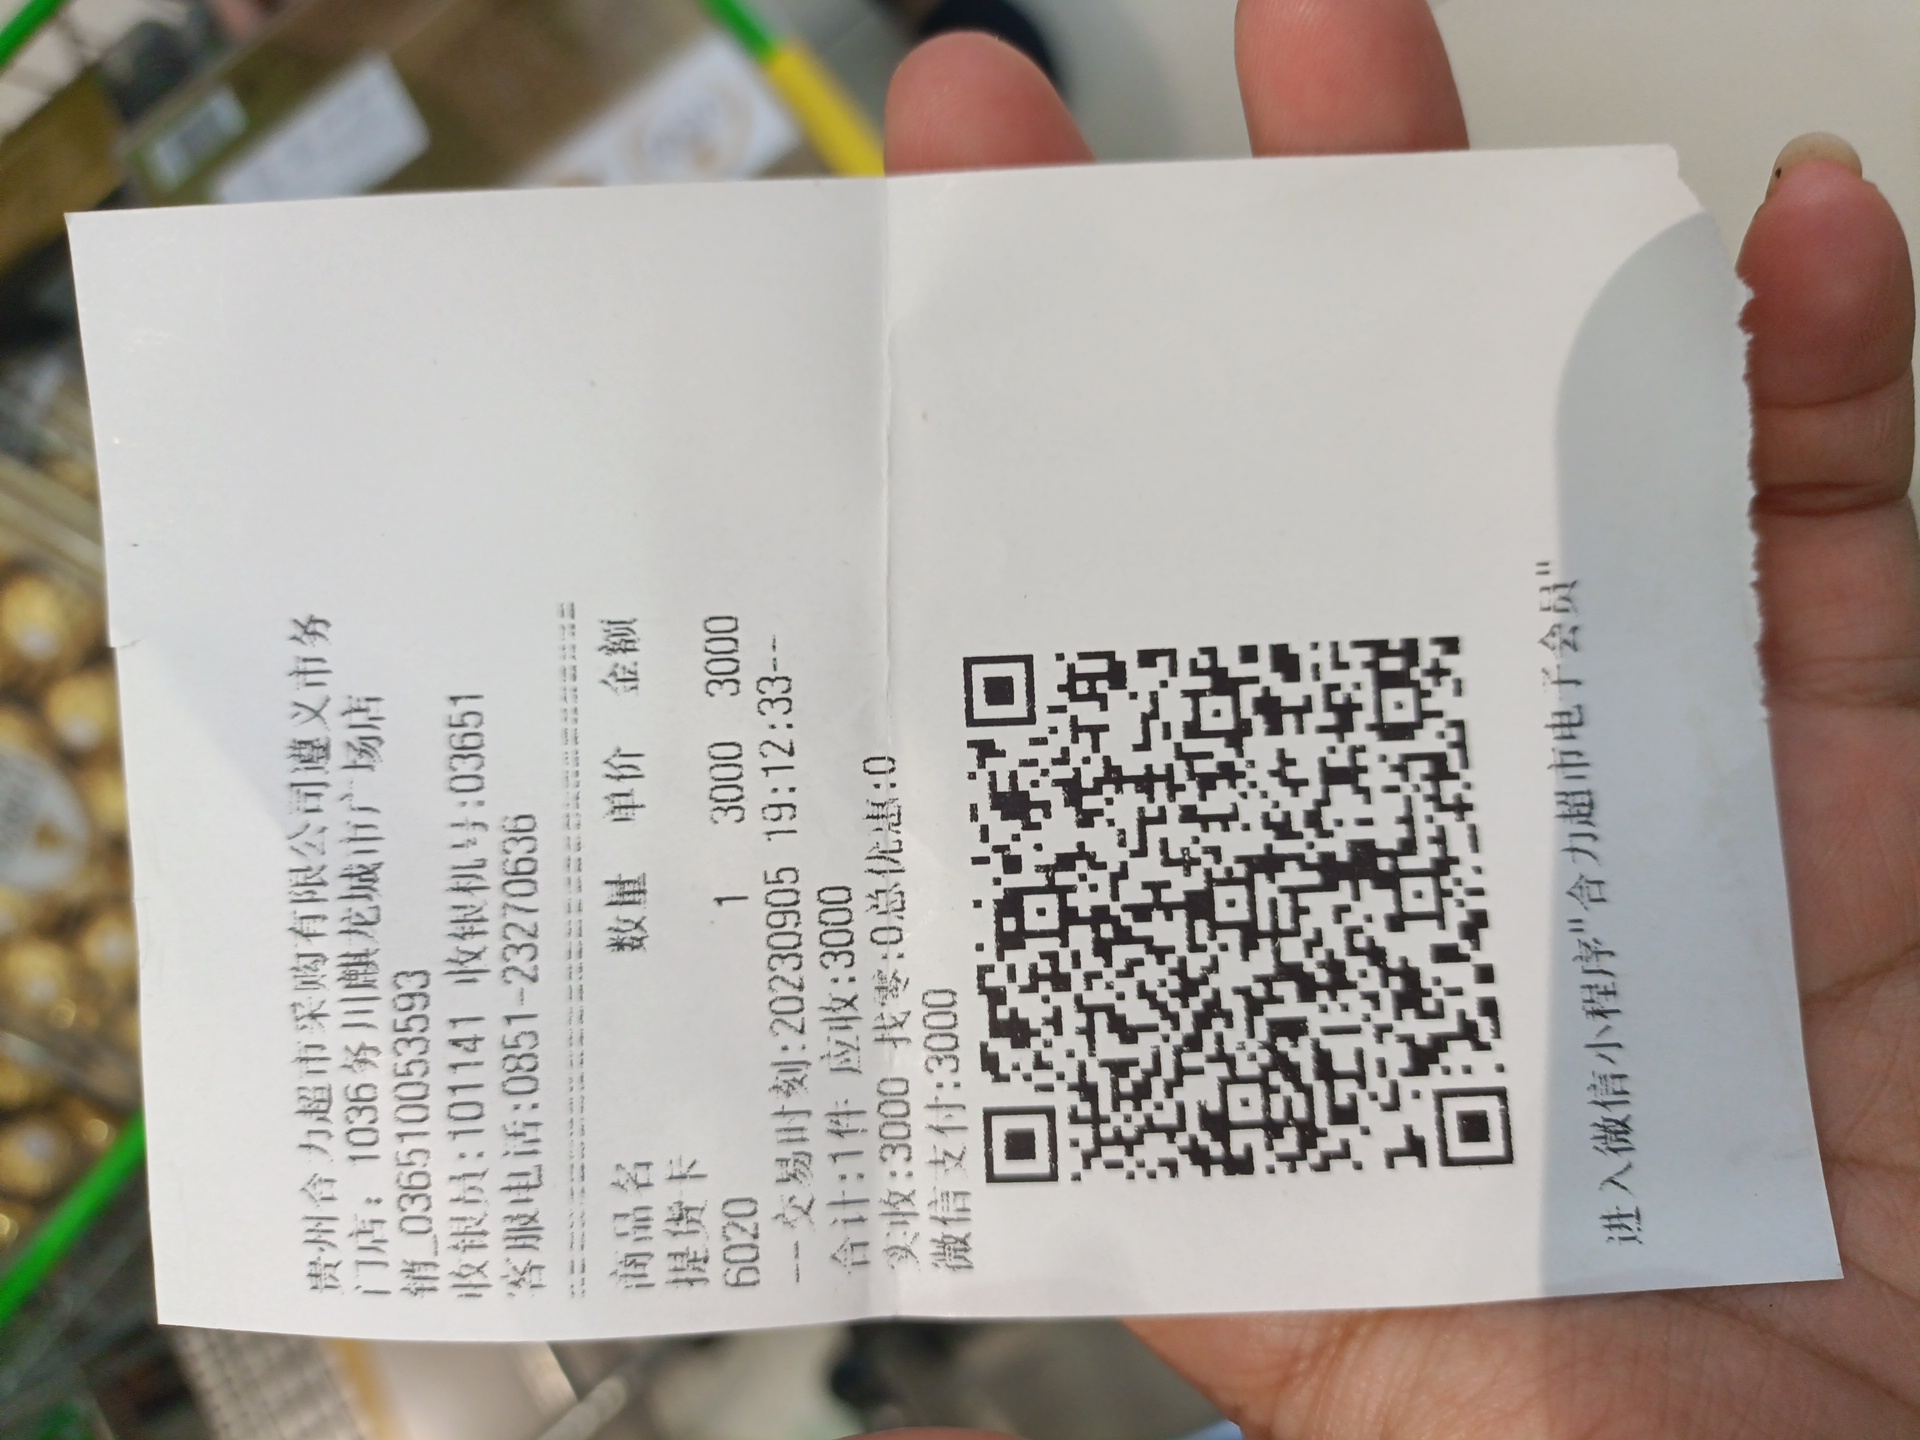 贵州合力超市采购有限公司遵义市务
门店: 1036务川麒龙城市广场店
销_036510053593
收银员:101141 收银机号:03651
客服电话:0851-23270636
商品名 数量 单价 金额
提货卡
6020 1 3000 3000
--交易时刻:20230905 19:12:33--
合计:1件 应收:3000
实收:3000 找零:0总优惠:0
微信支付:3000
进入微信小程序"合力超市电子会员"